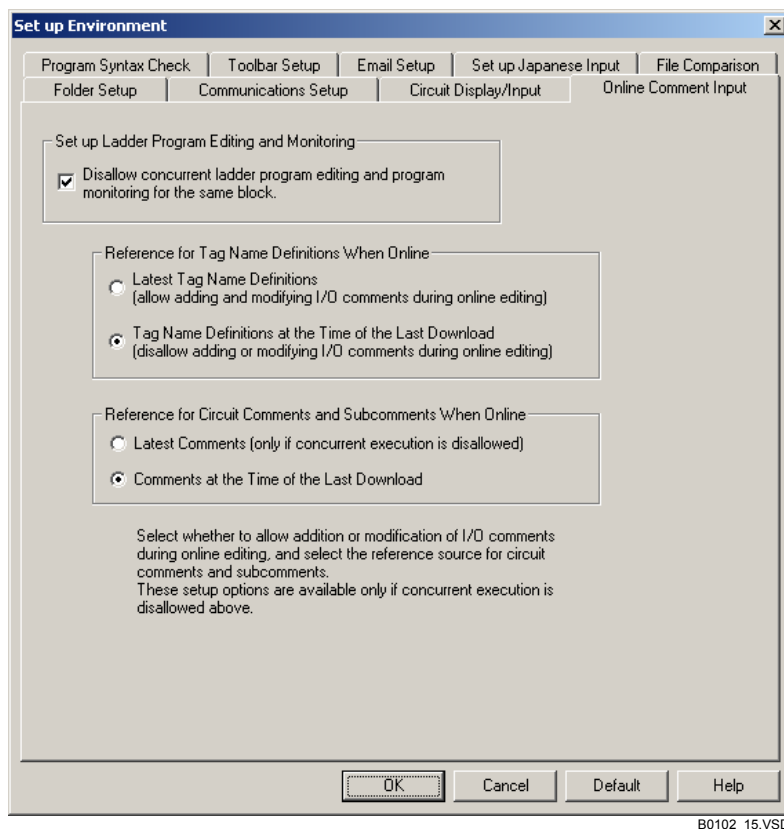 Set up Environment
Program Syntax Check
Toolbar Setup
Email Setup
Set up Japanese Input
File Comparison
Folder Setup
Communications Setup
Circuit Display/Input
Online Comment Input
Set up Ladder Program Editing and Monitoring
Disallow concurrent ladder program editing and program
monitoring for the same block.
Reference for Tag Name Definitions When Online
Latest Tag Name Definitions
(allow adding and modifying I/O comments during online editing)
Tag Name Definitions at the Time of the Last Download
(disallow adding or modifying I/O comments during online editing)
Reference for Circuit Comments and Subcomments When Online
Latest Comments (only if concurrent execution is disallowed)
Comments at the Time of the Last Download
Select whether to allow addition or modification of I/O comments
during online editing, and select the reference source for circuit
comments and subcomments.
These setup options are available only if concurrent execution is
disallowed above.
OK
Cancel
Default
Help
B0102_15.VSD